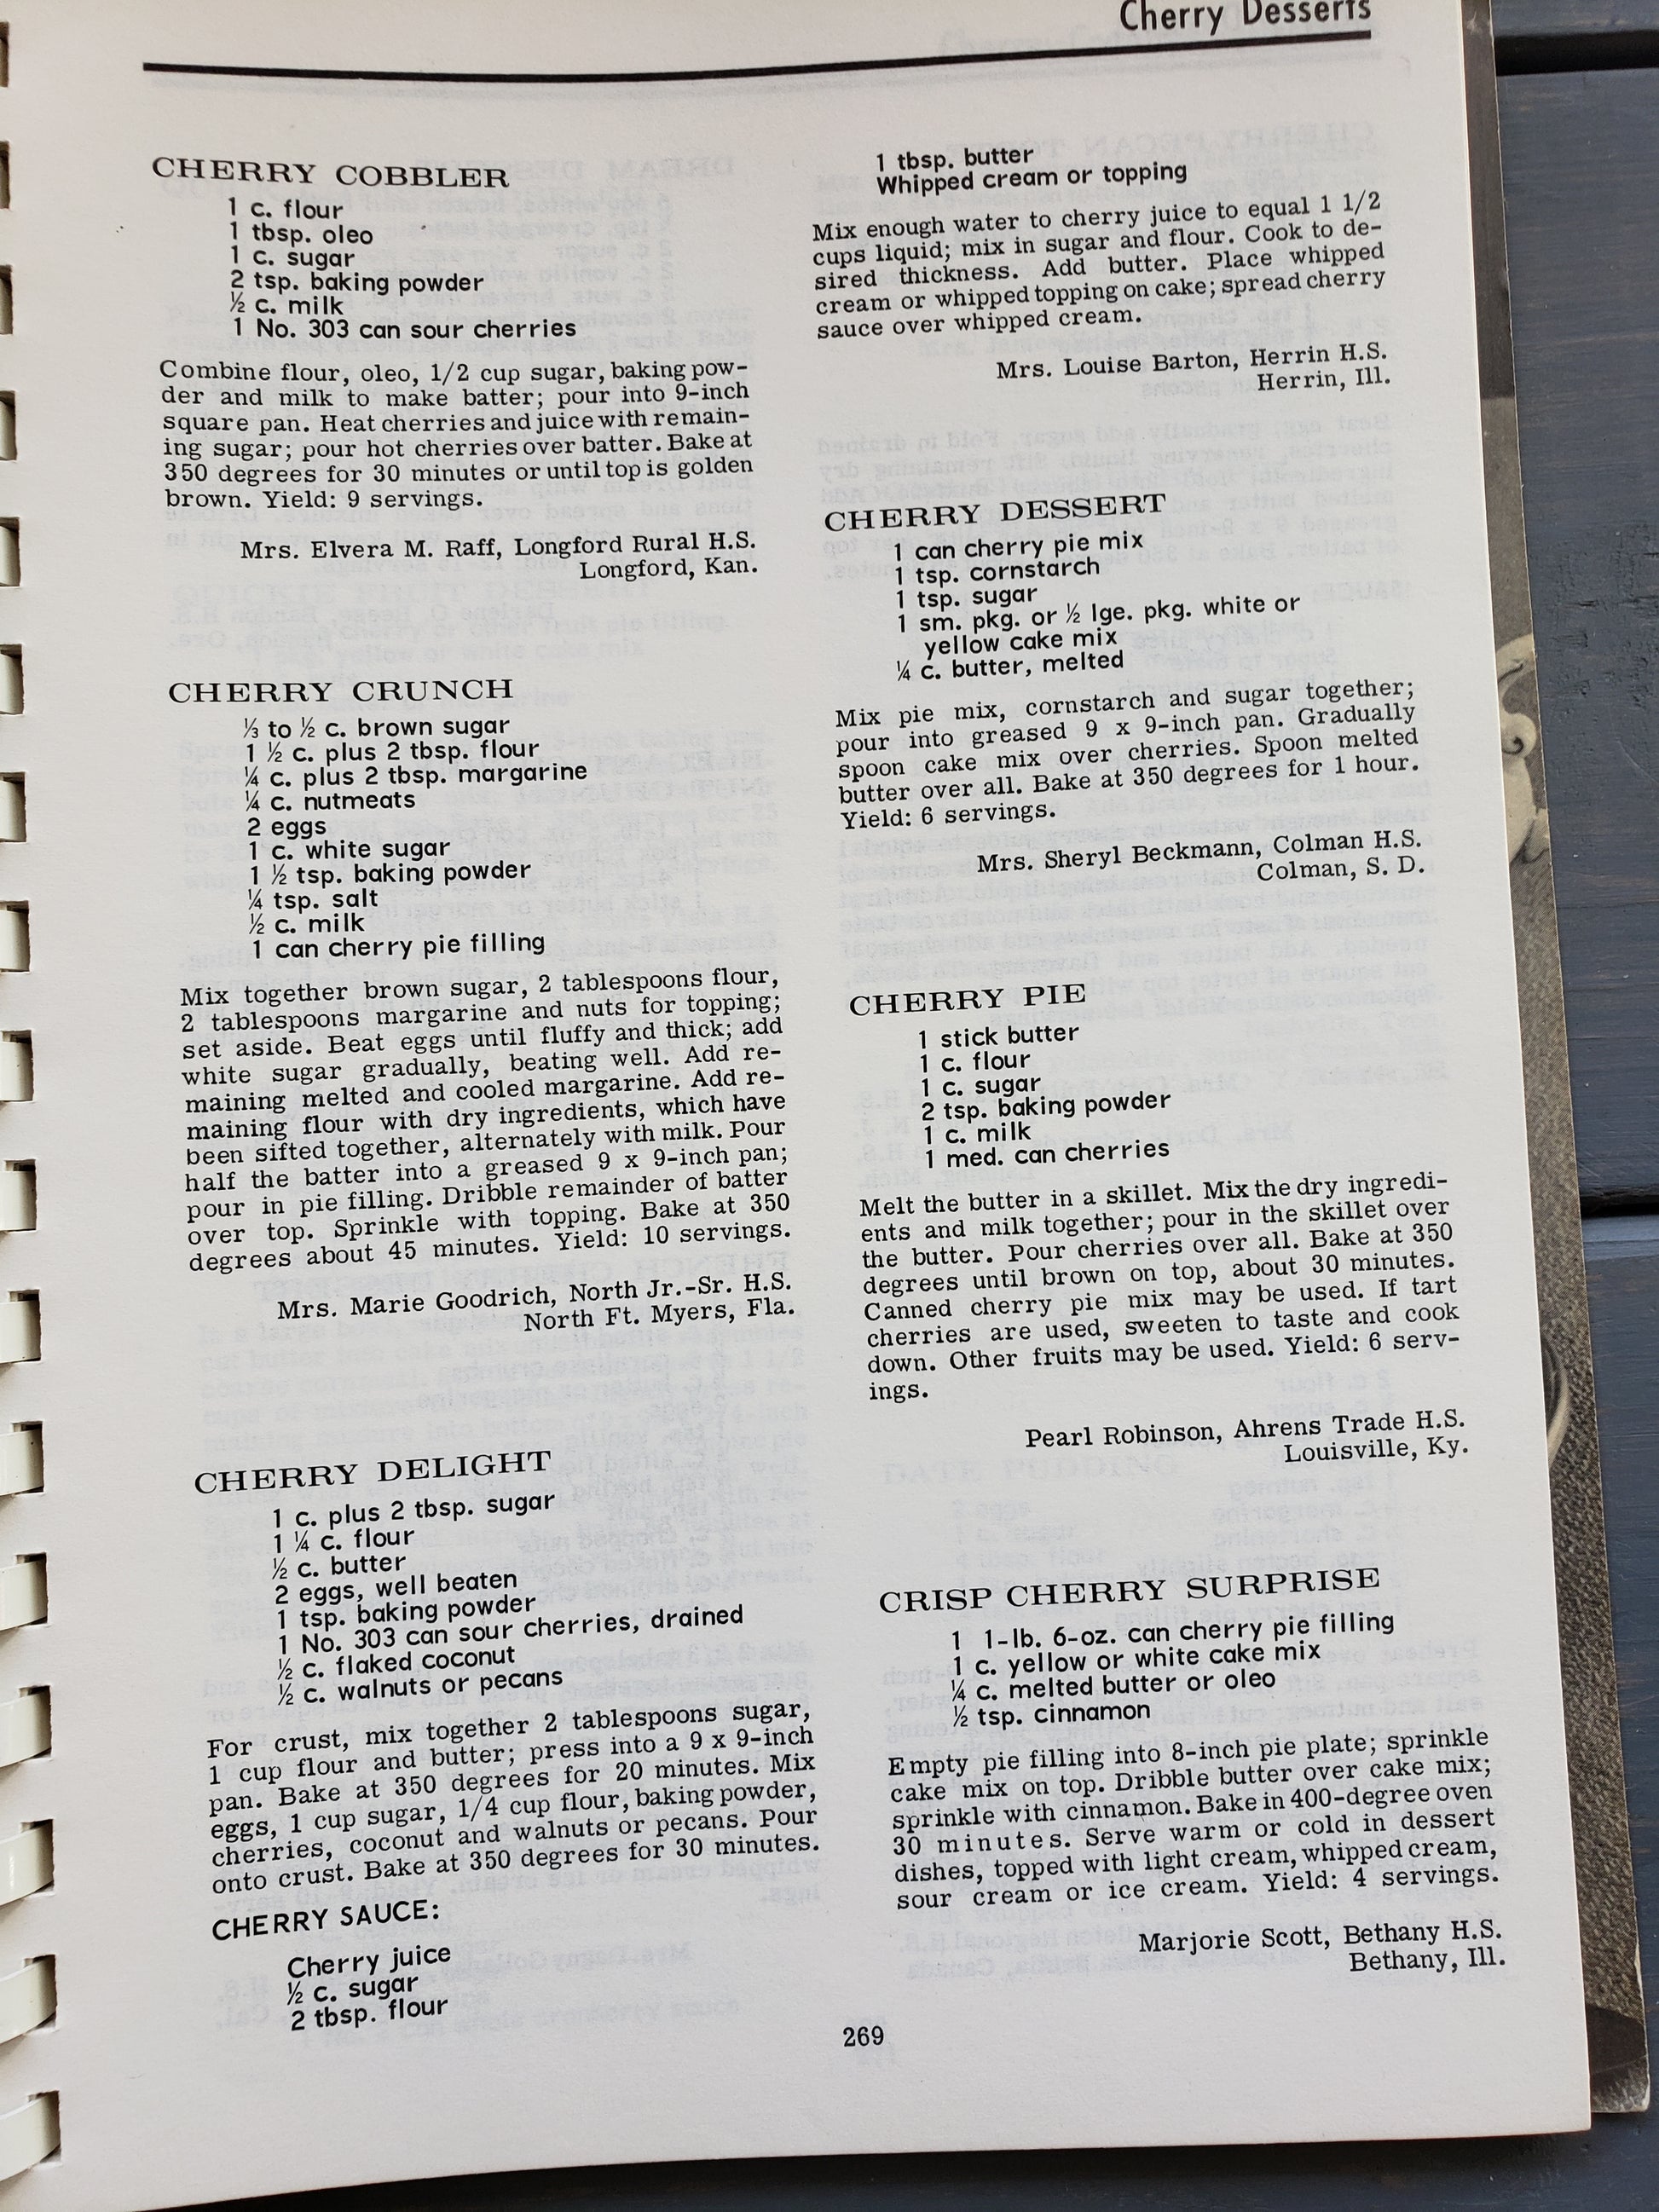 Cherry Desserts
CHERRY COBBLER
1 c. flour
1 tbsp. oleo
1 c. sugar
2 tsp. baking powder
½ c. milk
1 No. 303 can sour cherries
Combine flour, oleo, 1/2 cup sugar, baking pow-
der and milk to make batter; pour into 9-inch
square pan. Heat cherries and juice with remain-
ing sugar; pour hot cherries over batter. Bake at
350 degrees for 30 minutes or until top is golden
brown. Yield: 9 servings.
Mrs. Elvera M. Raff, Longford Rural H.S.
Longford, Kan.
CHERRY CRUNCH
⅓ to ½ c. brown sugar
1 ½ c. plus 2 tbsp. flour
¼ c. plus 2 tbsp. margarine
¼ c. nutmeats
2 eggs
1 c. white sugar
1 ½ tsp. baking powder
¼ tsp. salt
½ c. milk
1 can cherry pie filling
Mix together brown sugar, 2 tablespoons flour,
2 tablespoons margarine and nuts for topping;
set aside. Beat eggs until fluffy and thick; add
white sugar gradually, beating well. Add re-
maining melted and cooled margarine. Add re-
maining flour with dry ingredients, which have
been sifted together, alternately with milk. Pour
half the batter into a greased 9 x 9-inch pan;
pour in pie filling. Dribble remainder of batter
over top. Sprinkle with topping. Bake at 350
degrees about 45 minutes. Yield: 10 servings.
Mrs. Marie Goodrich, North Jr.-Sr. H.S.
North Ft. Myers, Fla.
CHERRY DELIGHT
1 c. plus 2 tbsp. sugar
1 ¼ c. flour
½ c. butter
2 eggs, well beaten
1 tsp. baking powder
1 No. 303 can sour cherries, drained
½ c. flaked coconut
½ c. walnuts or pecans
For crust, mix together 2 tablespoons sugar,
1 cup flour and butter; press into a 9 x 9-inch
pan. Bake at 350 degrees for 20 minutes. Mix
eggs, 1 cup sugar, 1/4 cup flour, baking powder,
cherries, coconut and walnuts or pecans. Pour
onto crust. Bake at 350 degrees for 30 minutes.
CHERRY SAUCE:
Cherry juice
½ c. sugar
2 tbsp. flour
1 tbsp. butter
Whipped cream or topping
Mix enough water to cherry juice to equal 1 1/2
cups liquid; mix in sugar and flour. Cook to de-
sired thickness. Add butter. Place whipped
cream or whipped topping on cake; spread cherry
sauce over whipped cream.
Mrs. Louise Barton, Herrin H.S.
Herrin, Ill.
CHERRY DESSERT
1 can cherry pie mix
1 tsp. cornstarch
1 tsp. sugar
1 sm. pkg. or ½ lge. pkg. white or
yellow cake mix
¼ c. butter, melted
Mix pie mix, cornstarch and sugar together;
pour into greased 9 x 9-inch pan. Gradually
spoon cake mix over cherries. Spoon melted
butter over all. Bake at 350 degrees for 1 hour.
Yield: 6 servings.
Mrs. Sheryl Beckmann, Colman H.S.
Colman, S. D.
CHERRY PIE
1 stick butter
1 c. flour
1 c. sugar
2 tsp. baking powder
1 c. milk
1 med. can cherries
Melt the butter in a skillet. Mix the dry ingredi-
ents and milk together; pour in the skillet over
the butter. Pour cherries over all. Bake at 350
degrees until brown on top, about 30 minutes.
Canned cherry pie mix may be used. If tart
cherries are used, sweeten to taste and cook
down. Other fruits may be used. Yield: 6 serv-
ings.
Pearl Robinson, Ahrens Trade H.S.
Louisville, Ky.
CRISP CHERRY SURPRISE
1 1-lb. 6-oz. can cherry pie filling
1 c. yellow or white cake mix
¼ c. melted butter or oleo
½ tsp. cinnamon
Empty pie filling into 8-inch pie plate; sprinkle
cake mix on top. Dribble butter over cake mix;
sprinkle with cinnamon. Bake in 400-degree oven
30 minutes. Serve warm or cold in dessert
dishes, topped with light cream, whipped cream,
sour cream or ice cream. Yield: 4 servings.
Marjorie Scott, Bethany H.S.
Bethany, Ill.
269